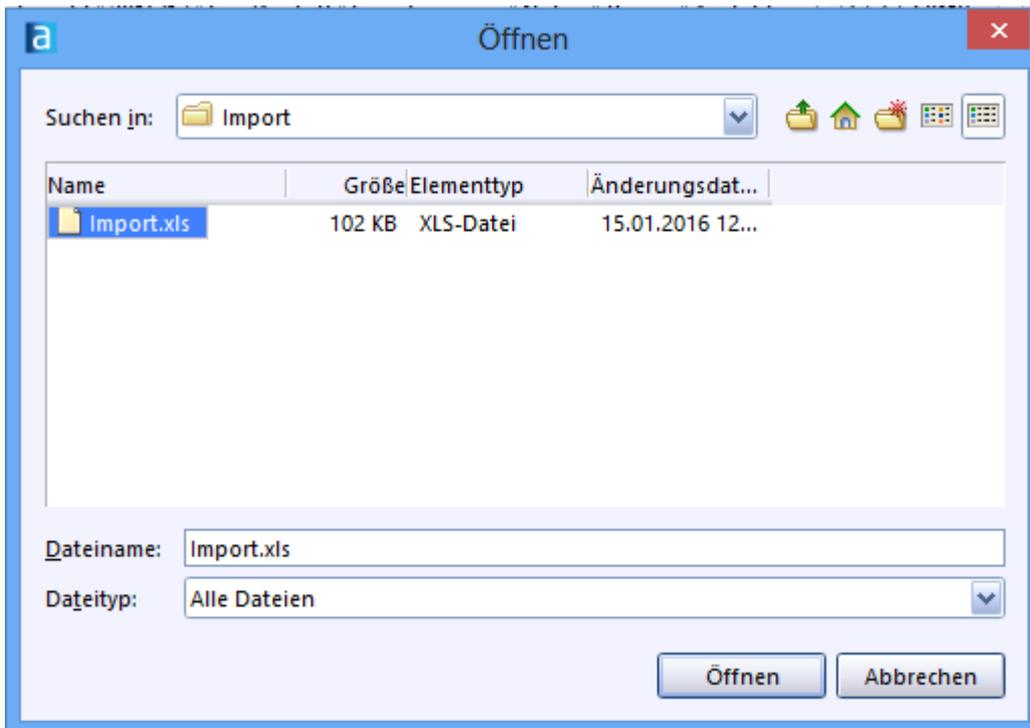 Öffnen
Suchen in: Import
Name Größe Elementtyp Änderungsdat...
Import.xls 102 KB XLS-Datei 15.01.2016 12...
Dateiname: Import.xls
Dateityp: Alle Dateien
Öffnen Abbrechen